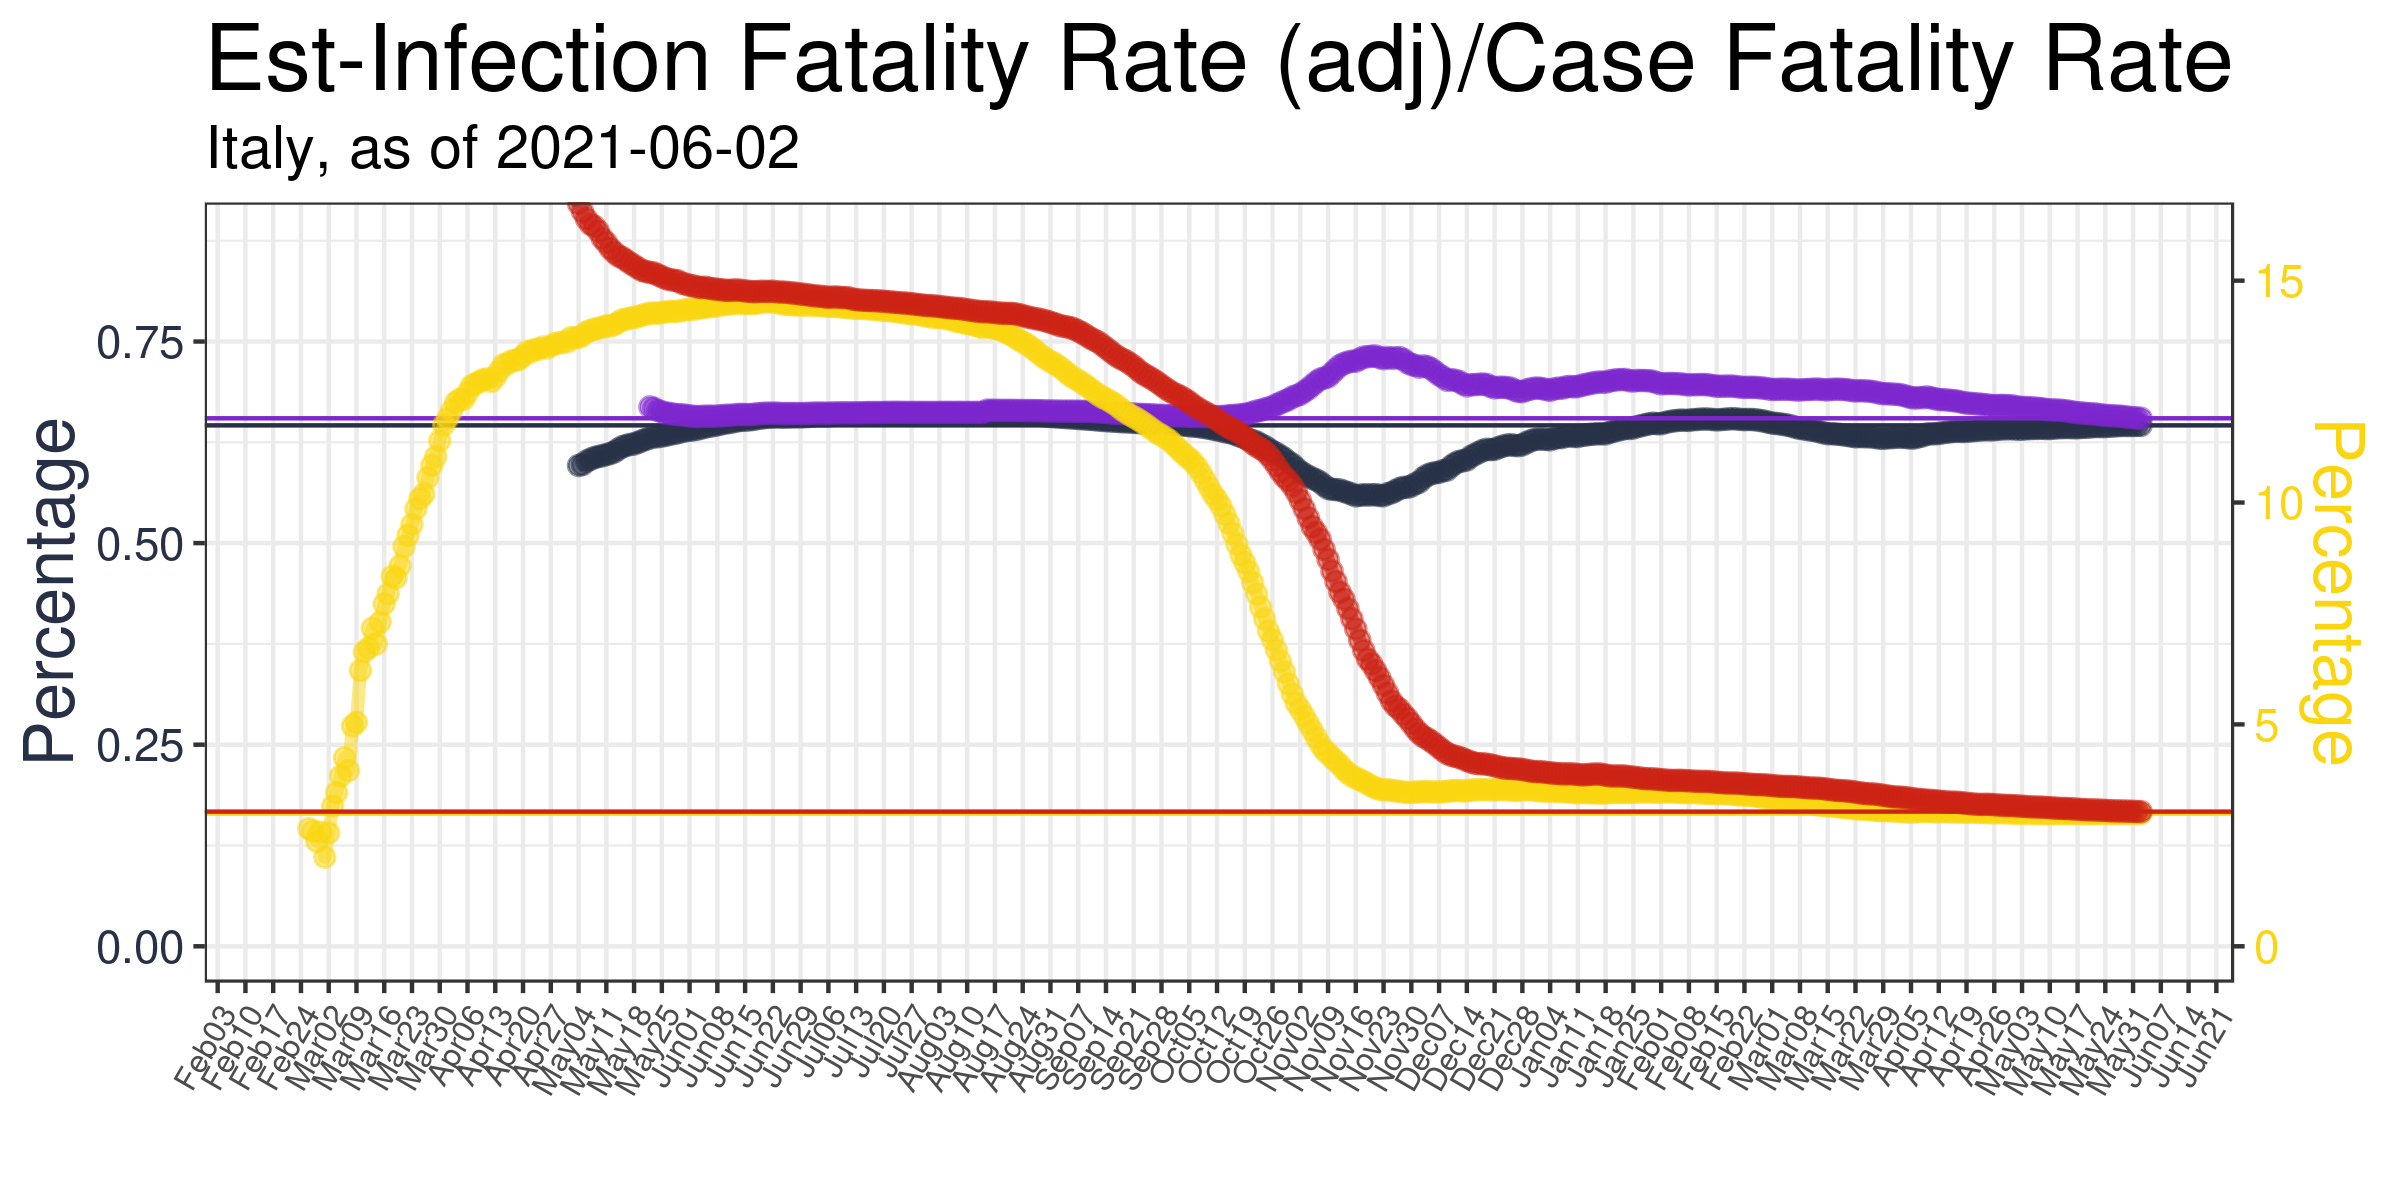 Est-Infection Fatality Rate (adj)/Case Fatality Rate
Italy, as of 2021-06-02
Percentage
0.75
0.50
0.25
0.00
15
10
5
0
Percentage
Feb03
Feb10
Feb17
Feb24
Mar02
Mar09
Mar16
Mar23
Mar30
Apr06
Apr13
Apr20
Apr27
May04
May11
May18
May25
Jun01
Jun08
Jun15
Jun22
Jun29
Jul06
Jul13
Jul20
Jul27
Aug03
Aug10
Aug17
Aug24
Aug31
Sep07
Sep14
Sep21
Sep28
Oct05
Oct12
Oct19
Oct26
Nov02
Nov09
Nov16
Nov23
Nov30
Dec07
Dec14
Dec21
Dec28
Jan04
Jan11
Jan18
Jan25
Feb01
Feb08
Feb15
Feb22
Mar01
Mar08
Mar15
Mar22
Mar29
Apr05
Apr12
Apr19
Apr26
May03
May10
May17
May24
May31
Jun07
Jun14
Jun21